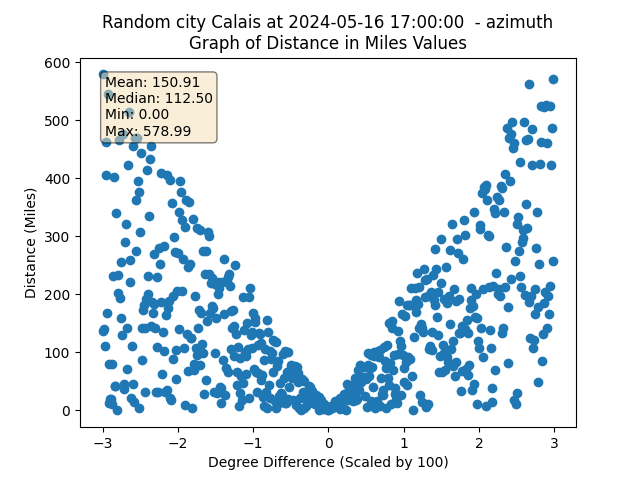 Random city Calais at 2024-05-16 17:00:00  - azimuth
Graph of Distance in Miles Values
Mean: 150.91
Median: 112.50
Min: 0.00
Max: 578.99
600
500
400
300
200
100
0
Distance (Miles)
−3
−2
−1
0
1
2
3
Degree Difference (Scaled by 100)